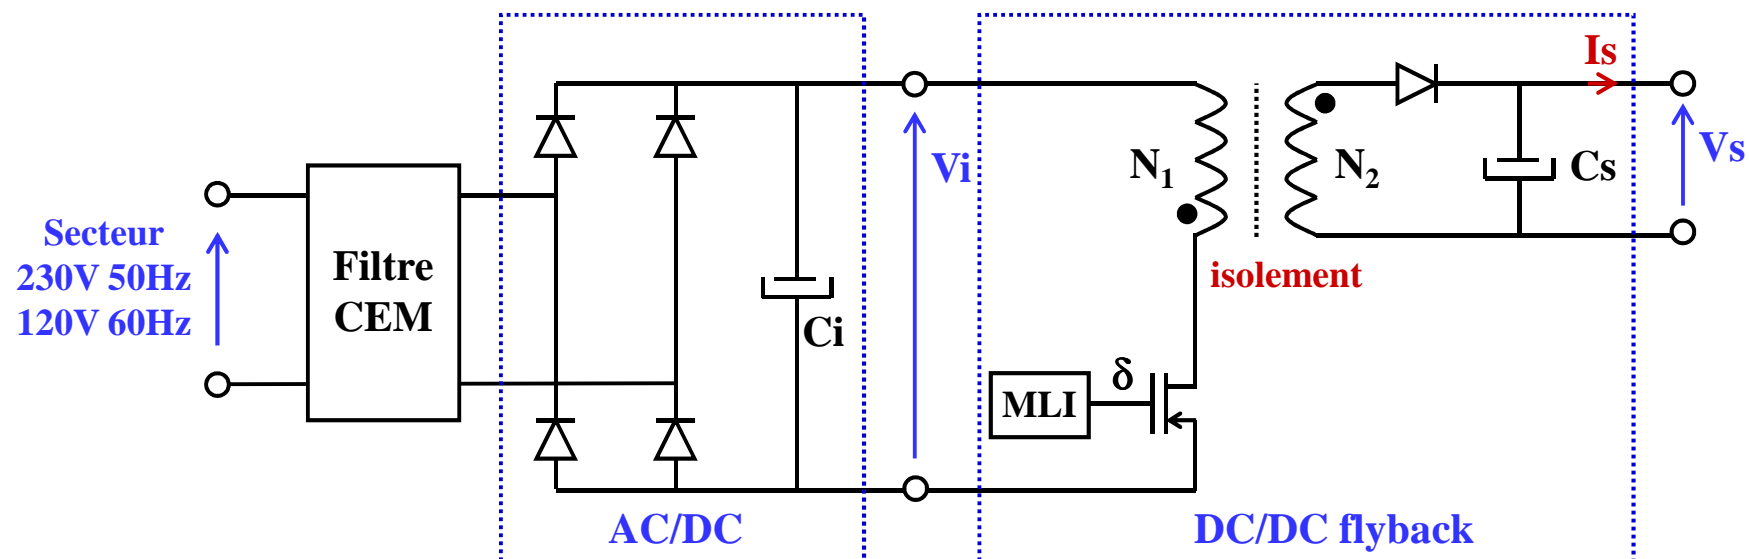 Secteur
230V 50Hz
120V 60Hz
Filtre
CEM
Ci
AC/DC
Vi
N1
N2
isolement
MLI
δ
Is
Cs
Vs
DC/DC flyback